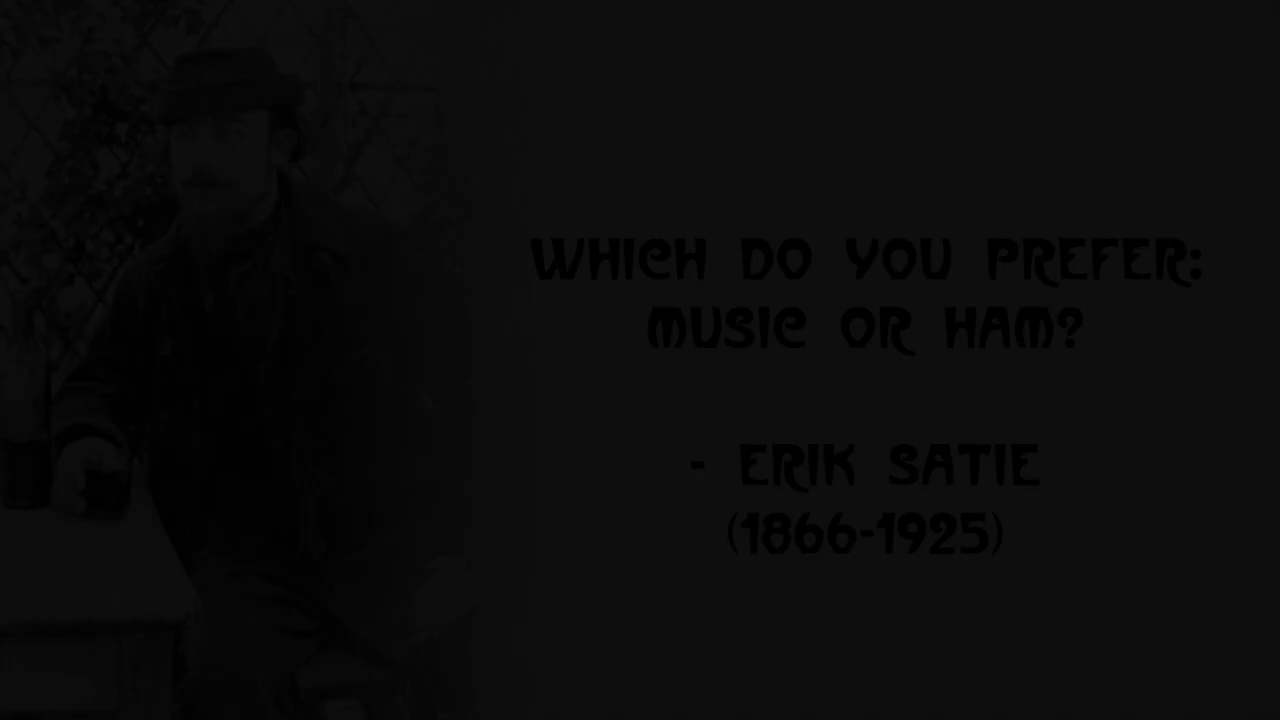 WHICH DO YOU PREFER:
MUSIC OR HAM?
- ERIK SATIE
(1866-1925)